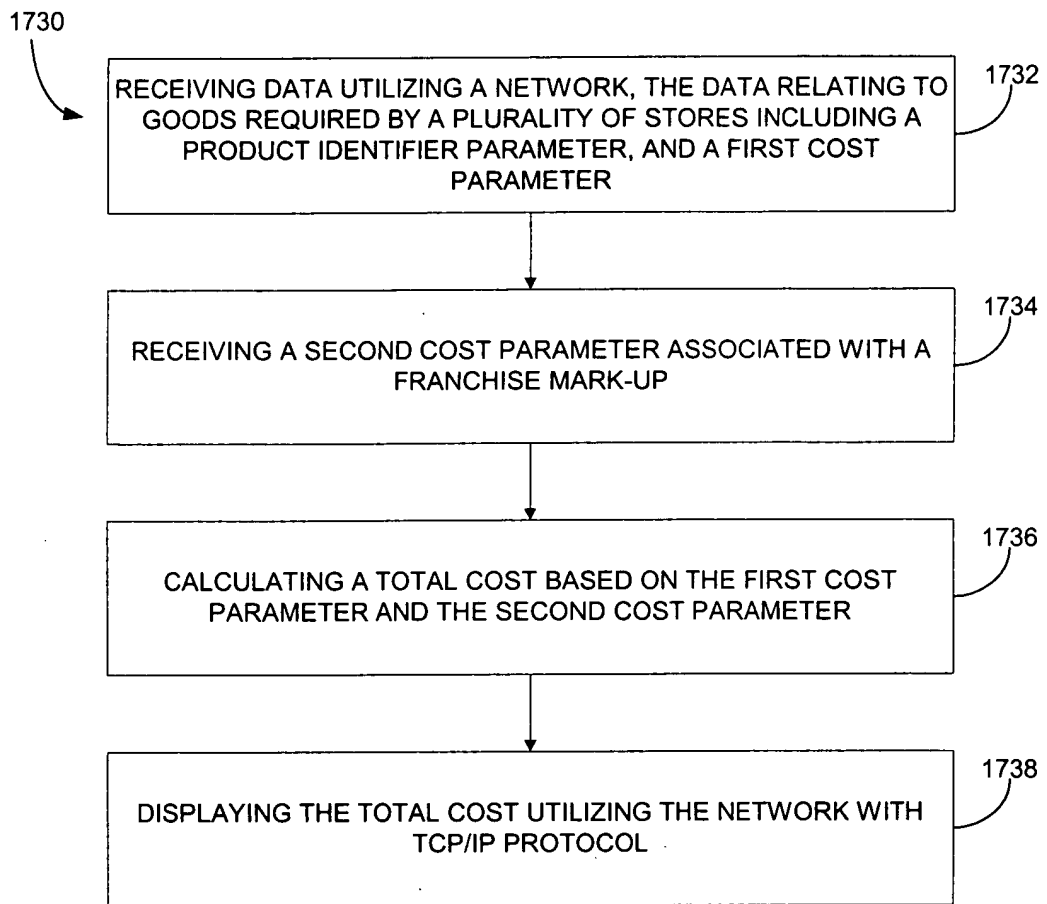 1730
1732
RECEIVING DATA UTILIZING A NETWORK, THE DATA RELATING TO
GOODS REQUIRED BY A PLURALITY OF STORES INCLUDING A
PRODUCT IDENTIFIER PARAMETER, AND A FIRST COST
PARAMETER
1734
RECEIVING A SECOND COST PARAMETER ASSOCIATED WITH A
FRANCHISE MARK-UP
1736
CALCULATING A TOTAL COST BASED ON THE FIRST COST
PARAMETER AND THE SECOND COST PARAMETER
1738
DISPLAYING THE TOTAL COST UTILIZING THE NETWORK WITH
TCP/IP PROTOCOL